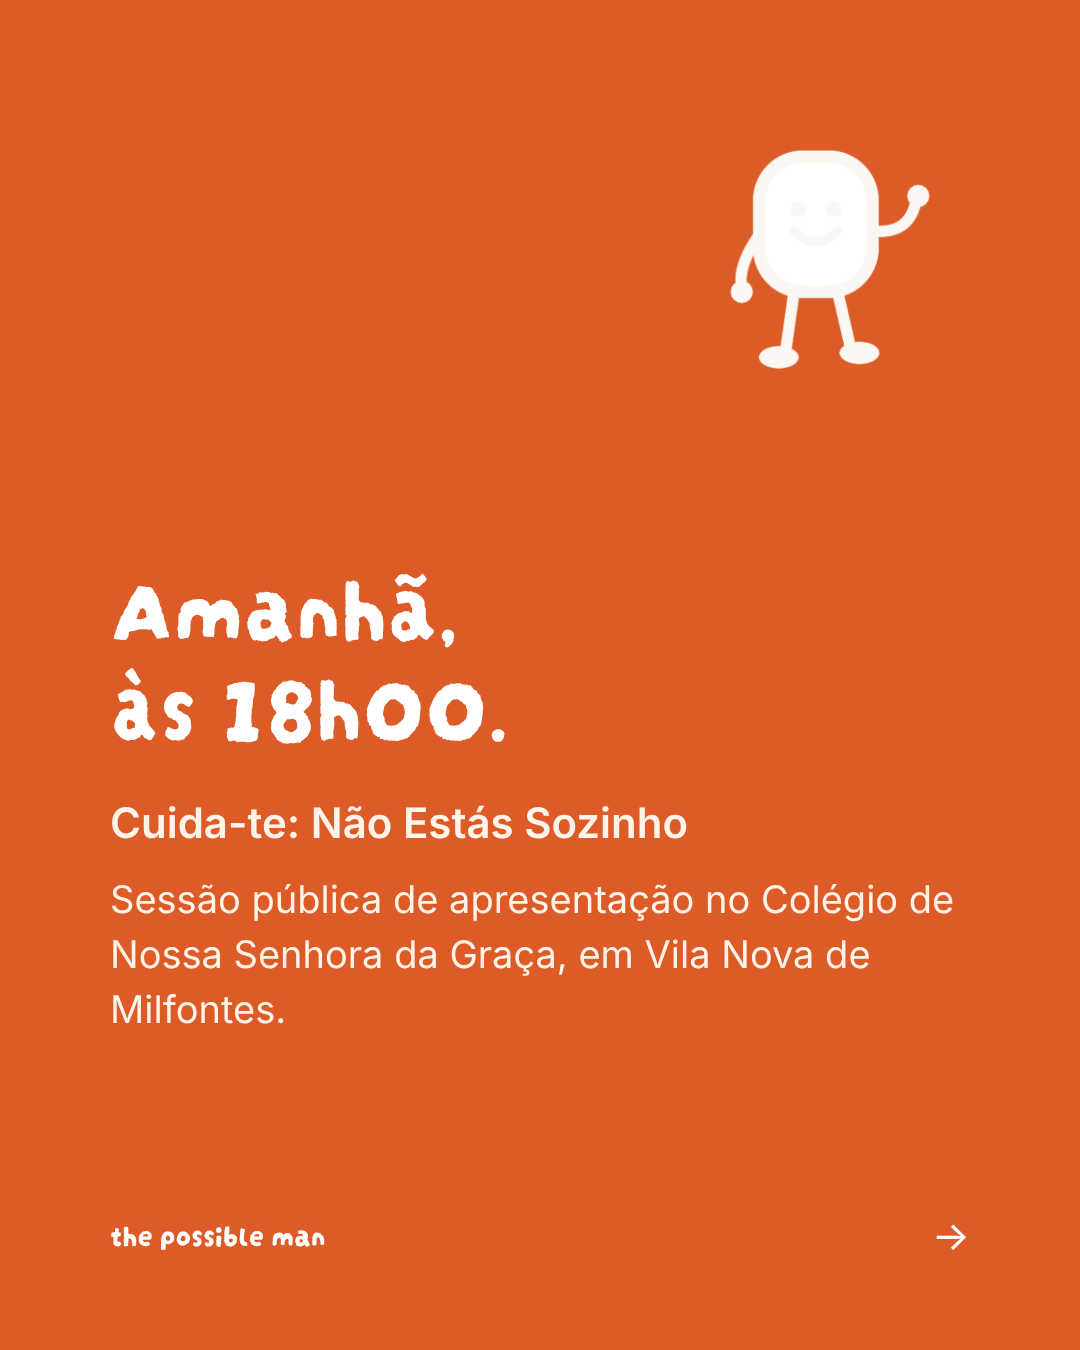 Amanhã,
às 18h00.
Cuida-te: Não Estás Sozinho
Sessão pública de apresentação no Colégio de
Nossa Senhora da Graça, em Vila Nova de
Milfontes.
the possible man